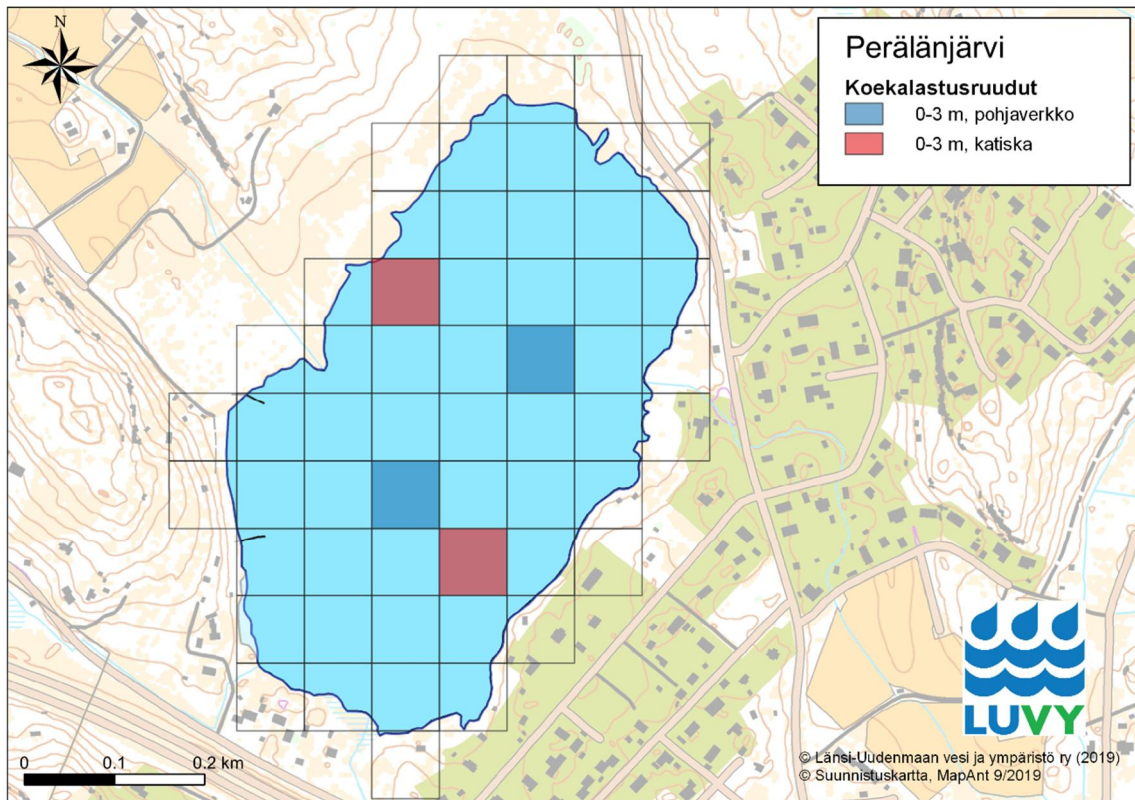 N
Perälänjärvi
Koekalastusruudut
0-3 m, pohjaverkko
0-3 m, katiska
LUVY
0 0.1 0.2 km
© Länsi-Uudenmaan vesi ja ympäristö ry (2019)
© Suunnistuskartta, MapAnt 9/2019